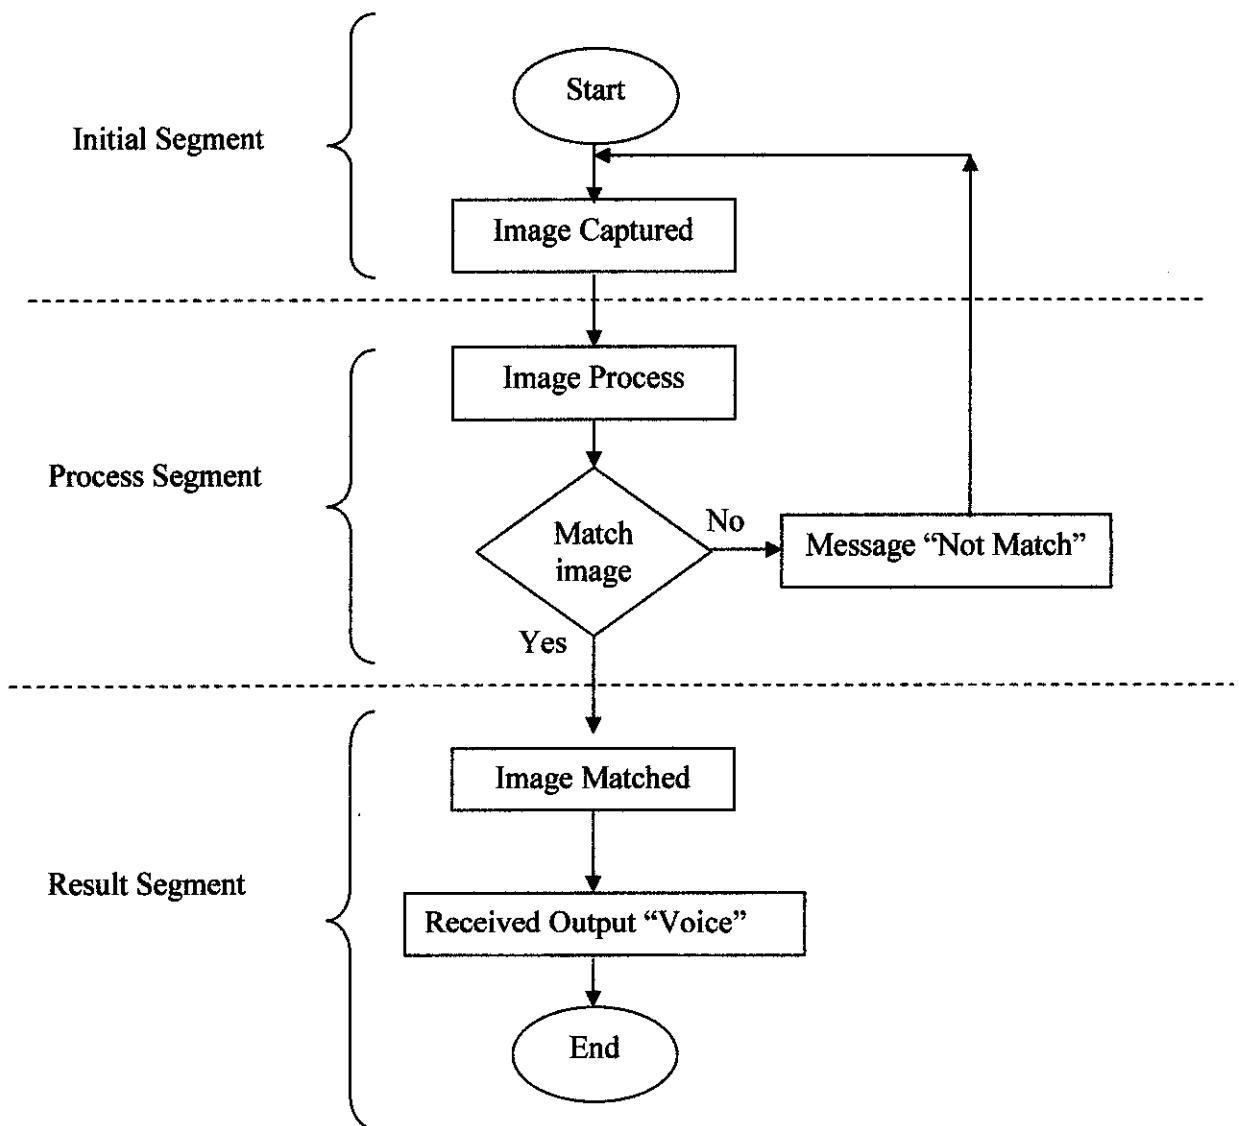 Start
Initial Segment
Image Captured
Image Process
Process Segment
Match
image
No
Message “Not Match”
Yes
Image Matched
Result Segment
Received Output “Voice”
End